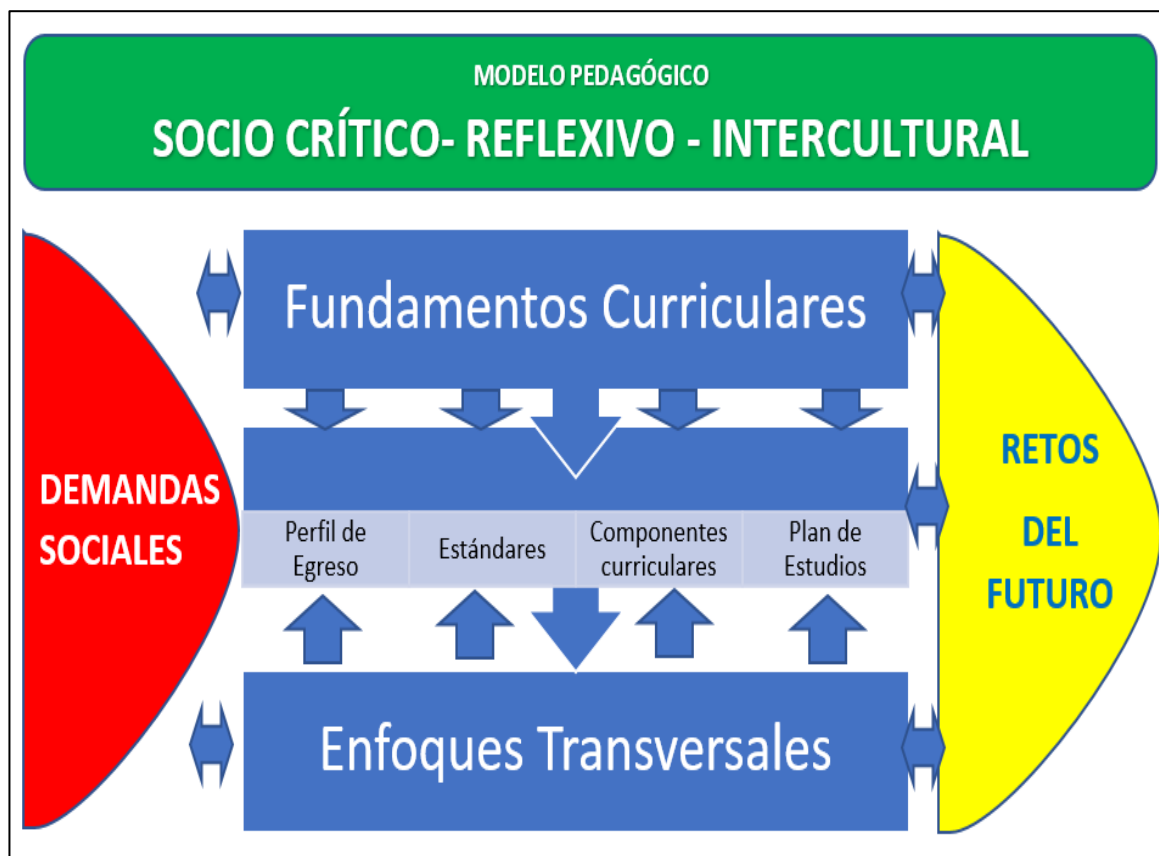 MODELO PEDAGÓGICO
SOCIO CRÍTICO- REFLEXIVO - INTERCULTURAL
Fundamentos Curriculares
DEMANDAS
SOCIALES
Perfil de
Egreso
Estándares
Componentes
curriculares
Plan de
Estudios
RETOS
DEL
FUTURO
Enfoques Transversales